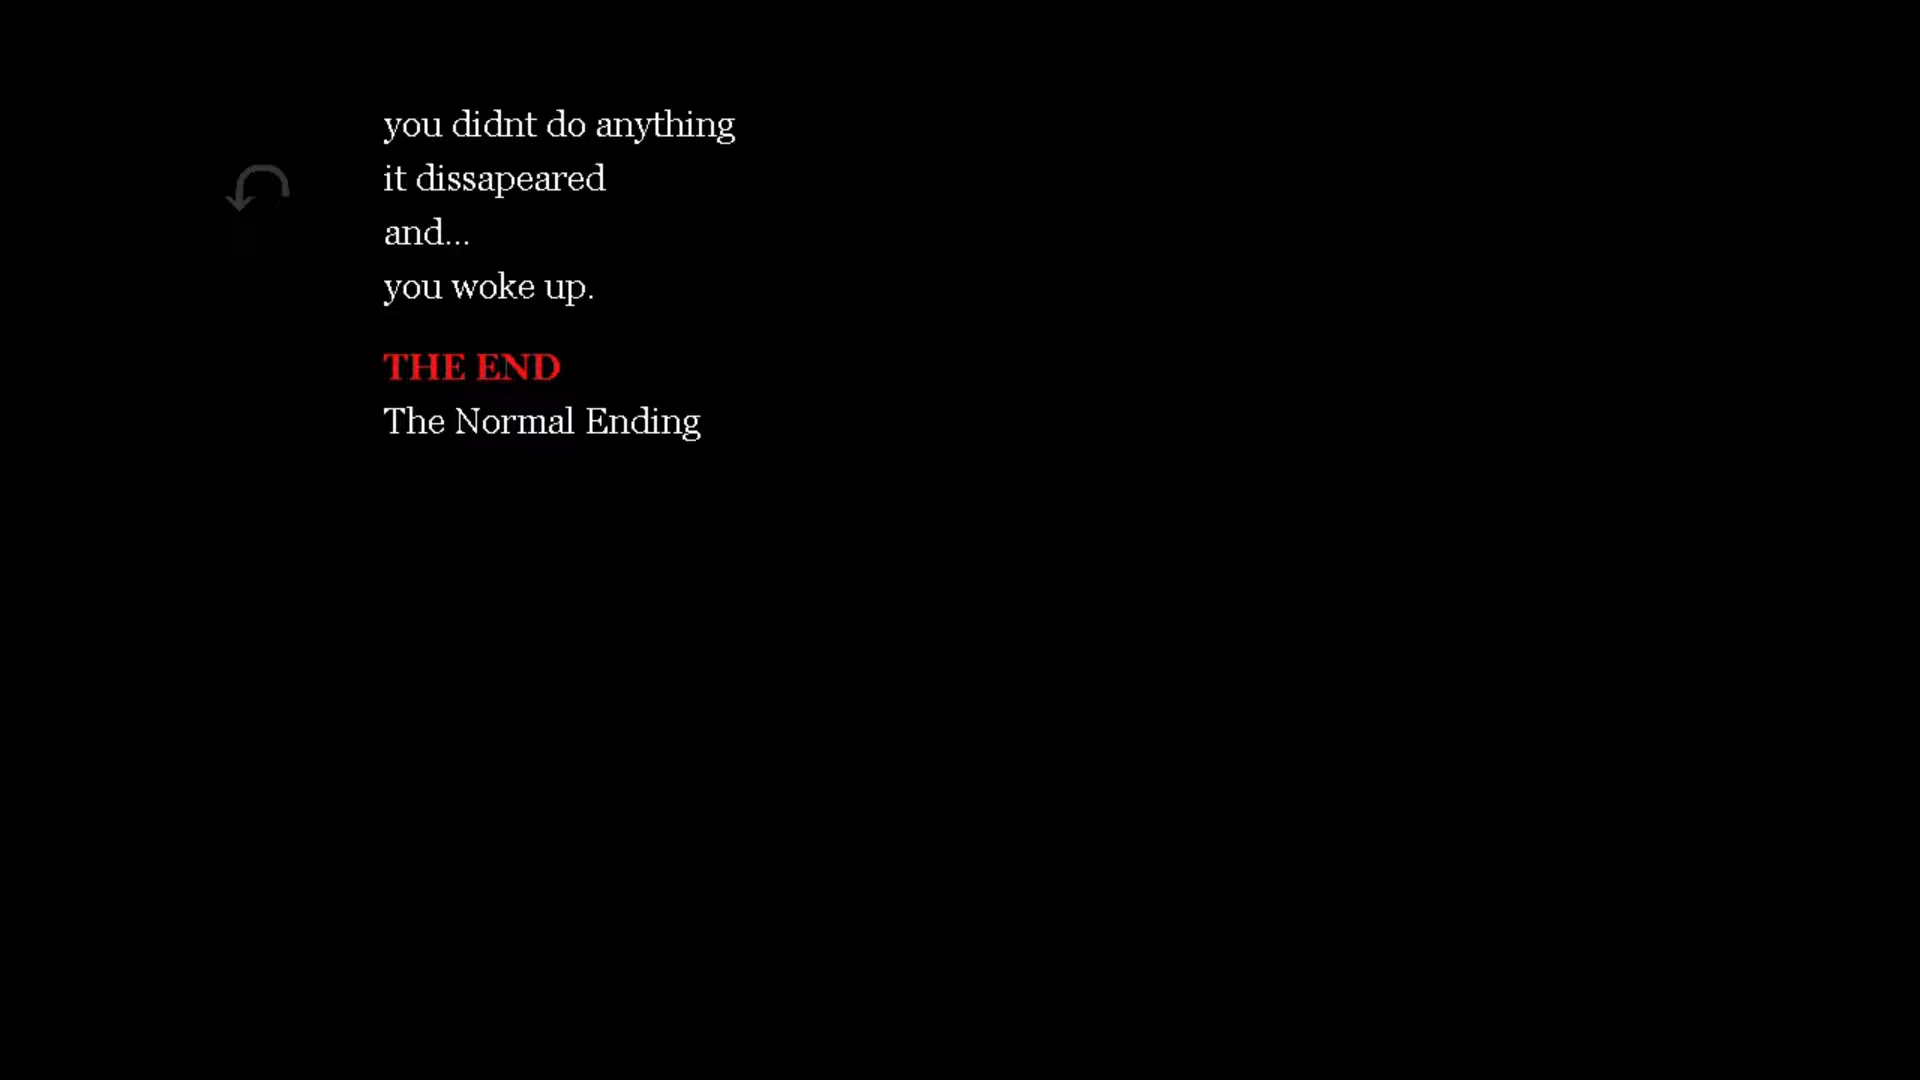 you didnt do anything
it dissapeared
and...
you woke up.
THE END
The Normal Ending